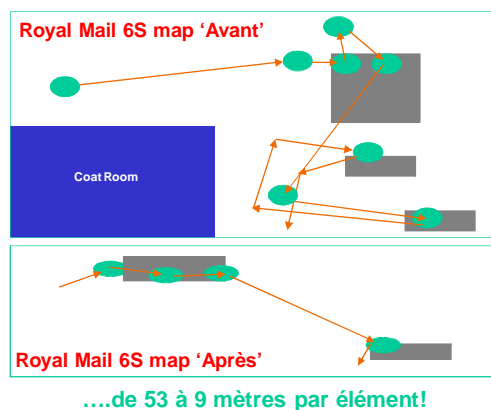 Royal Mail 6S map ‘Avant’
Coat Room
Royal Mail 6S map ‘Après’
….de 53 à 9 mètres par élément!